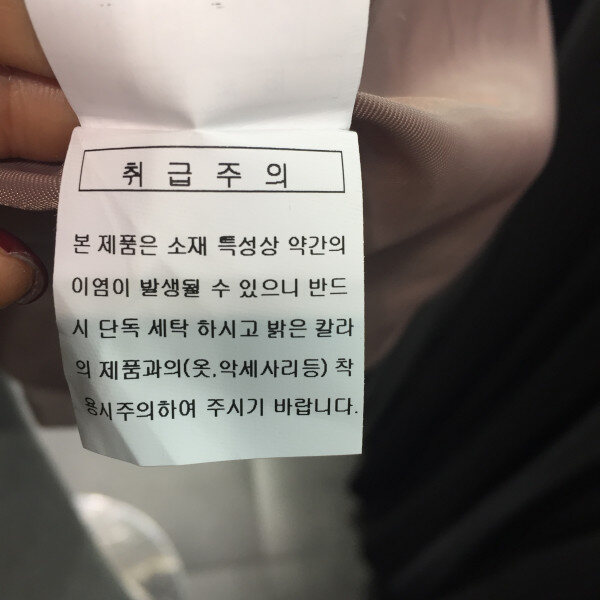 취급주의
본 제품은 소재 특성상 약간의
이염이 발생될 수 있으니 반드
시 단독 세탁 하시고 밝은 칼라
의 제품과의(옷,악세사리등) 착
용시주의하여 주시기 바랍니다.